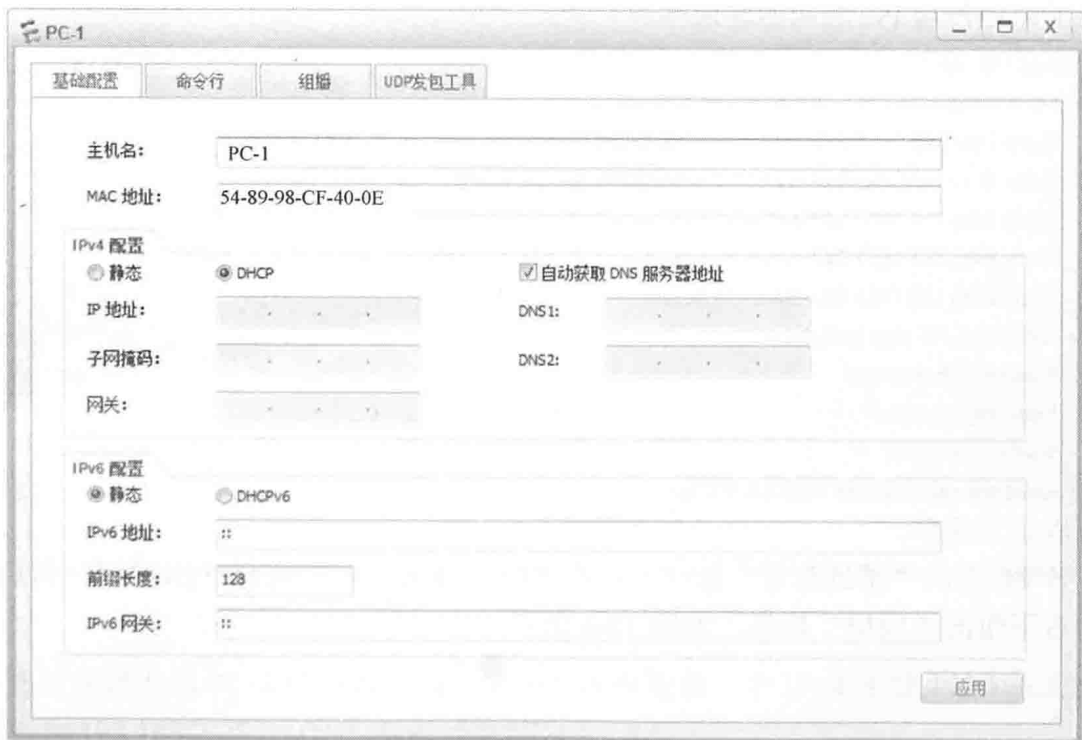 PC-1
基础配置 命令行 组播 UDP发包工具
主机名： PC-1
MAC 地址： 54-89-98-CF-40-0E
IPv4 配置
静态 DHCP 自动获取 DNS 服务器地址
IP 地址： DNS1:
子网掩码： DNS2:
网关：
IPv6 配置
静态 DHCPv6
IPv6 地址： ::
前缀长度： 128
IPv6 网关： ::
应用